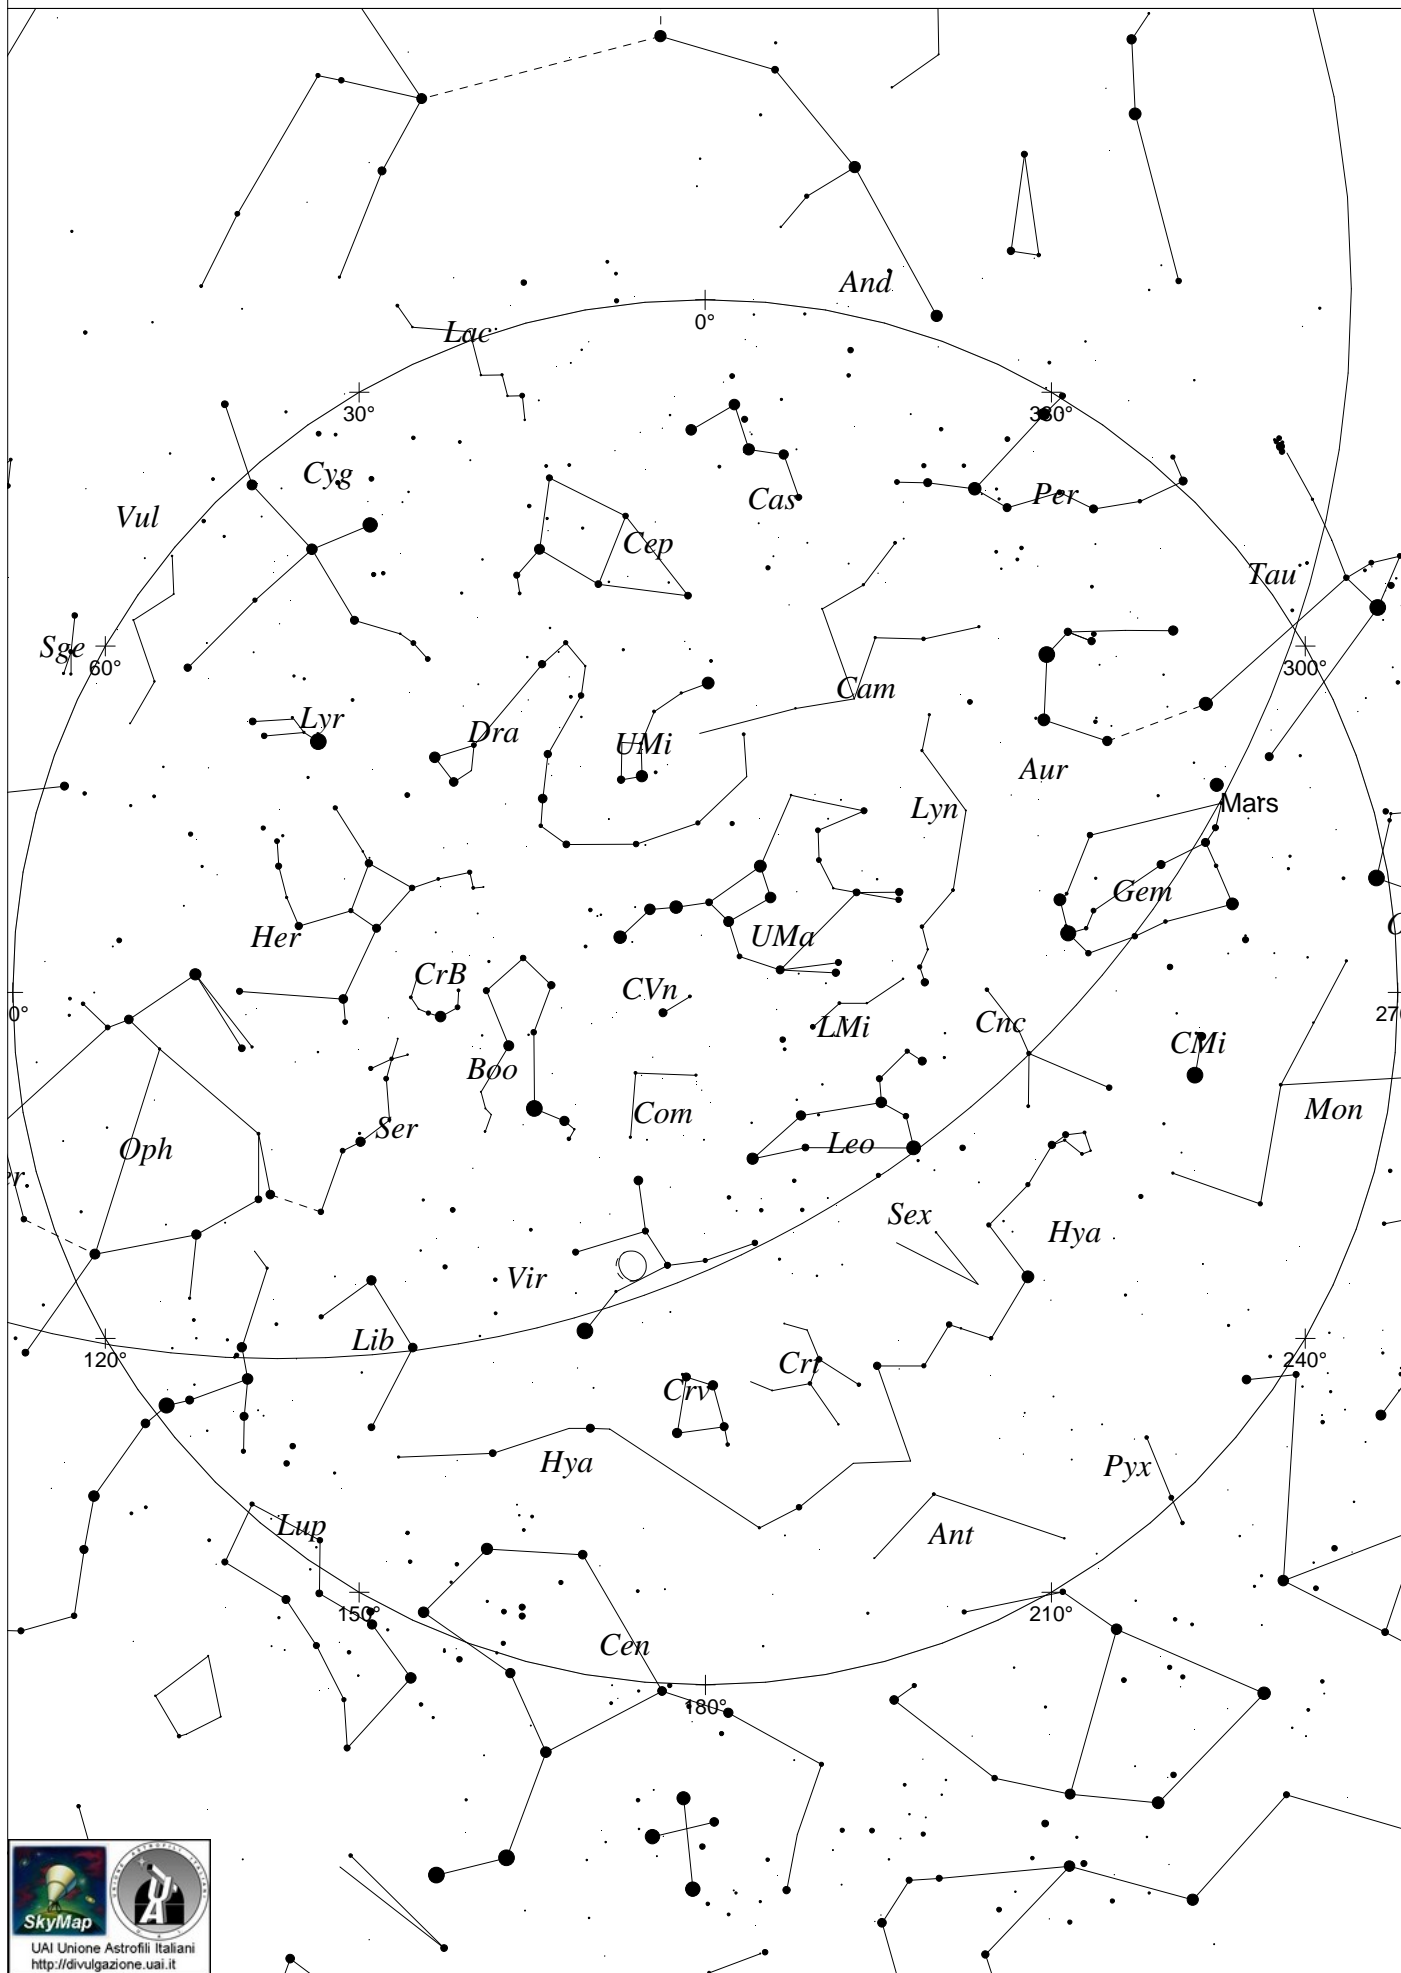 And
0°
Lac
30°
330°
Cyg
Cas
Per
Vul
Cep
Tau
Sge
60°
300°
Cam
Lyr
Dra
UMi
Aur
Mars
Lyn
Gem
Her
UMa
CrB
CVn
LMi
Cnc
CMi
Boo
Com
Mon
Ser
Oph
Leo
Sex
Hya
Vir
Lib
120°
Crt
240°
Crv
Hya
Pyx
Lup
Ant
150°
210°
Cen
180°
SkyMap
UAI
UAI Unione Astrofili Italiani
http://divulgazione.uai.it